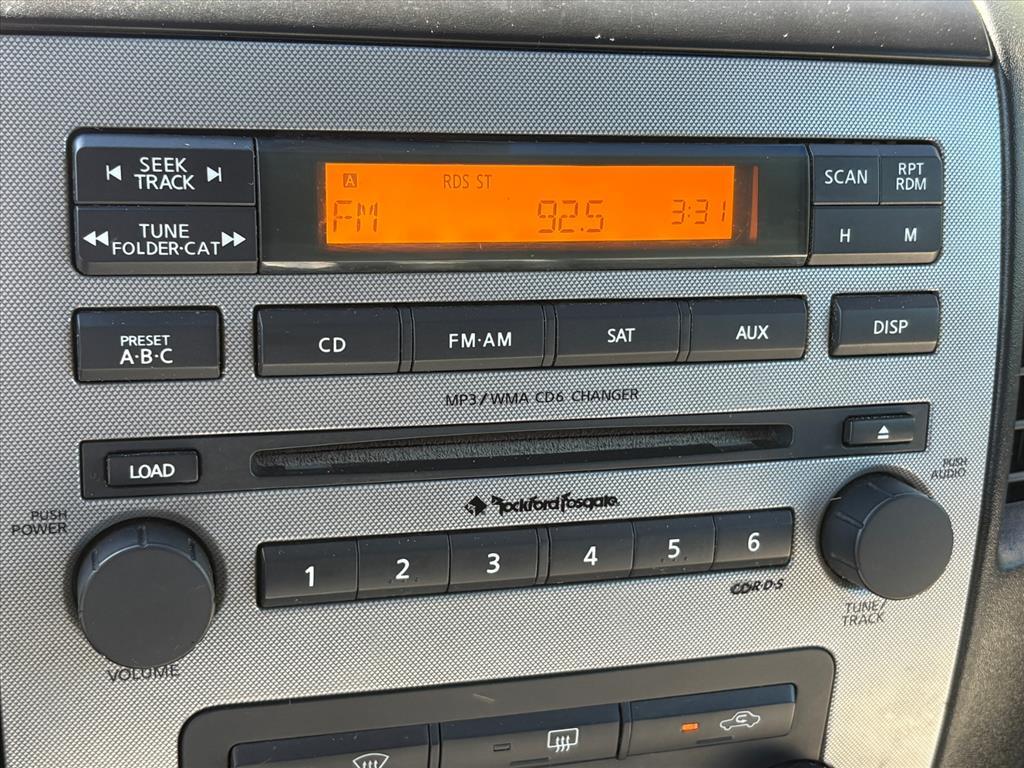 SEEK
TRACK
TUNE
FOLDER·CAT
A
RDS ST
FM 92.5 3:31
SCAN
RPT
RDM
H M
PRESET
A·B·C
CD FM·AM SAT AUX
DISP
MP3/WMA CD6 CHANGER
LOAD
PUSH
POWER
PUSH
AUDIO
Rockford Fosgate
1 2 3 4 5 6
VOLUME
TUNE/
TRACK